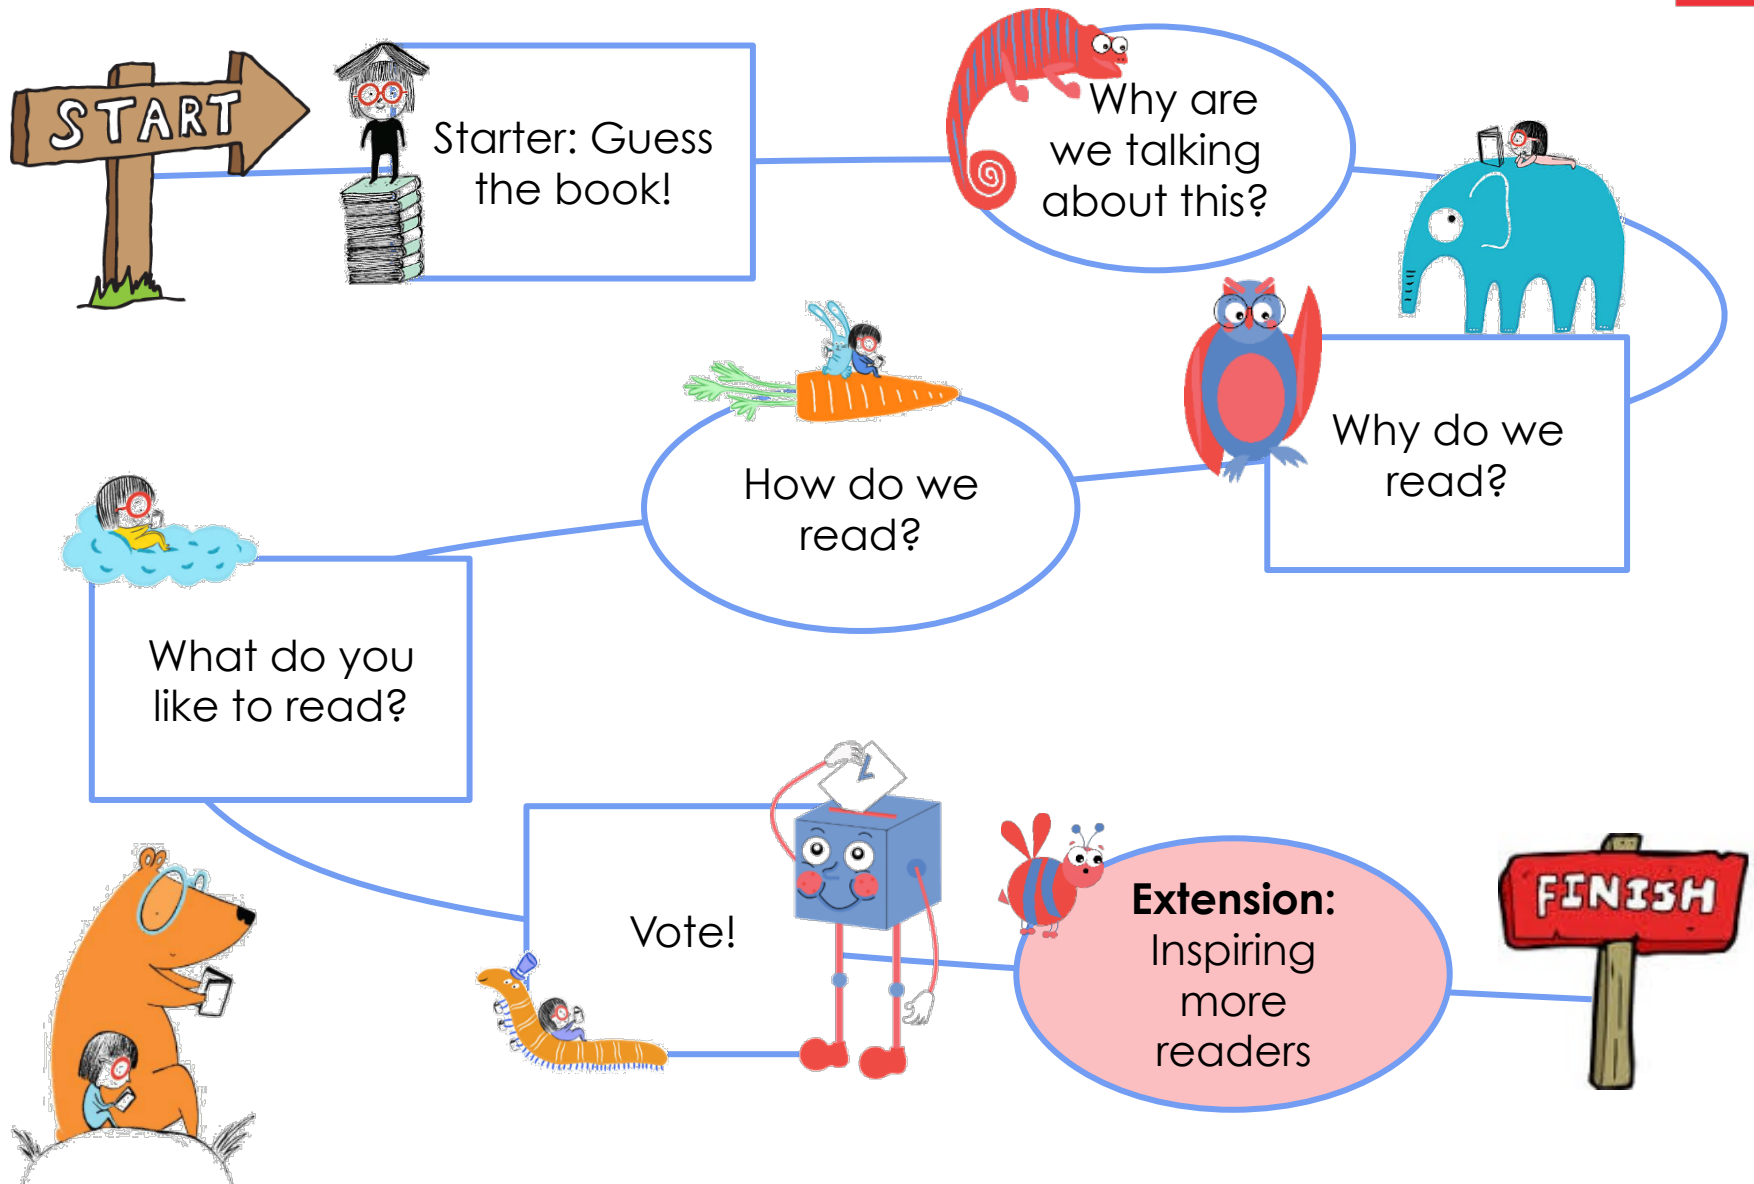 START
Starter: Guess
the book!
Why are
we talking
about this?
Why do we
read?
How do we
read?
What do you
like to read?
Vote!
Extension:
Inspiring
more
readers
FINISH